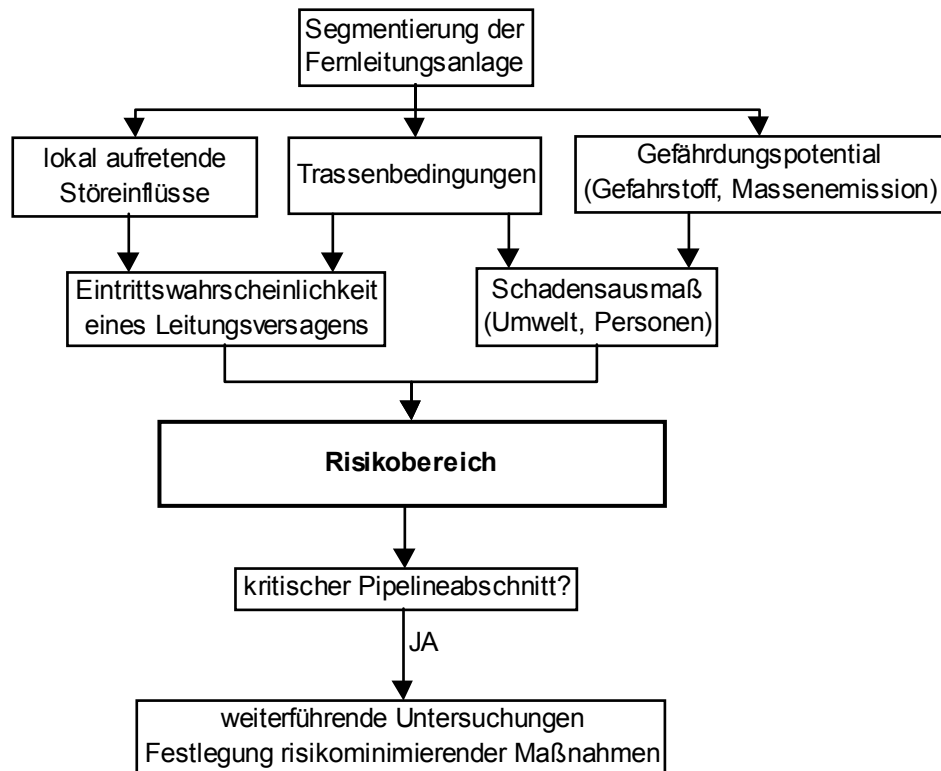 Segmentierung der
Fernleitungsanlage
lokal aufretende
Störeinflüsse
Trassenbedingungen
Gefährdungspotential
(Gefahrstoff, Massenemission)
Eintrittswahrscheinlichkeit
eines Leitungsversagens
Schadensausmaß
(Umwelt, Personen)
Risikobereich
kritischer Pipelineabschnitt?
JA
weiterführende Untersuchungen
Festlegung risikominimierender Maßnahmen